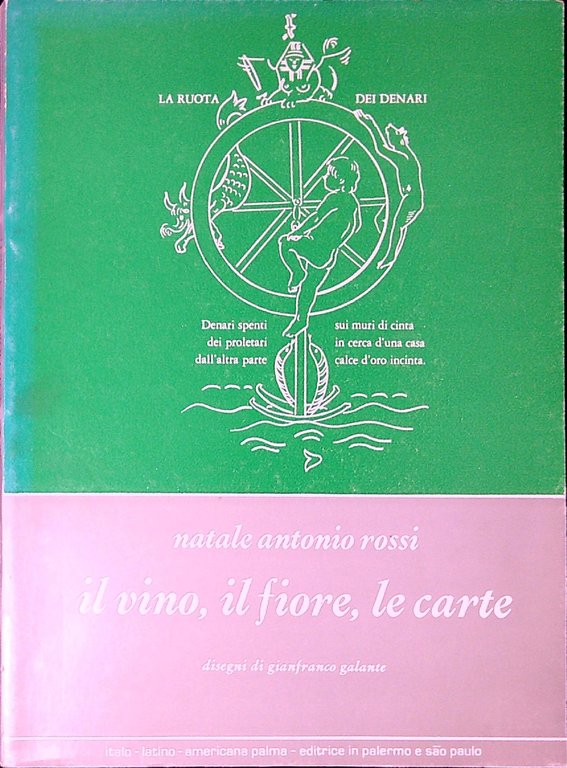 LA RUOTA DEI DENARI
Denari spenti sui muri di cinta
dei proletari in cerca d'una casa
dall'altra parte calce d'oro incinta.
natale antonio rossi
il vino, il fiore, le carte
disegni di gianfranco galante
italo - latino - americana palma - editrice in palermo e são paulo